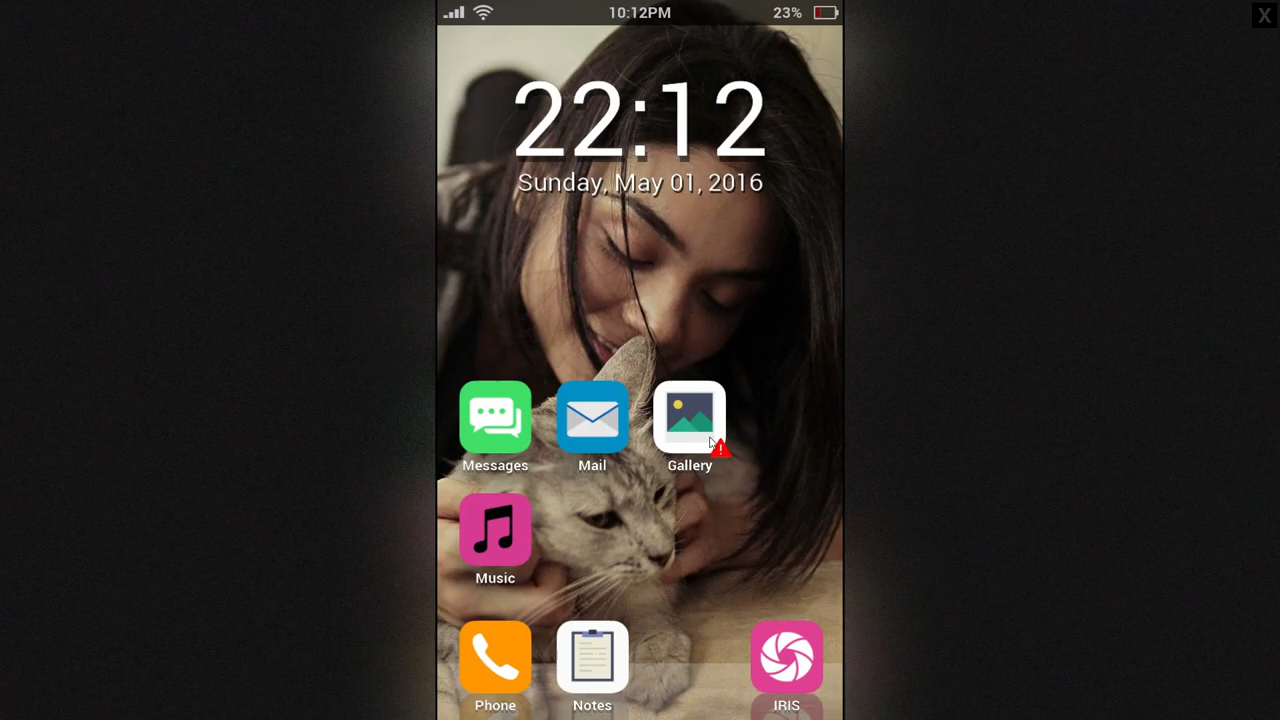 10:12PM
23%
X
22:12
Sunday, May 01, 2016
Messages
Mail
Gallery
Music
Phone
Notes
IRIS